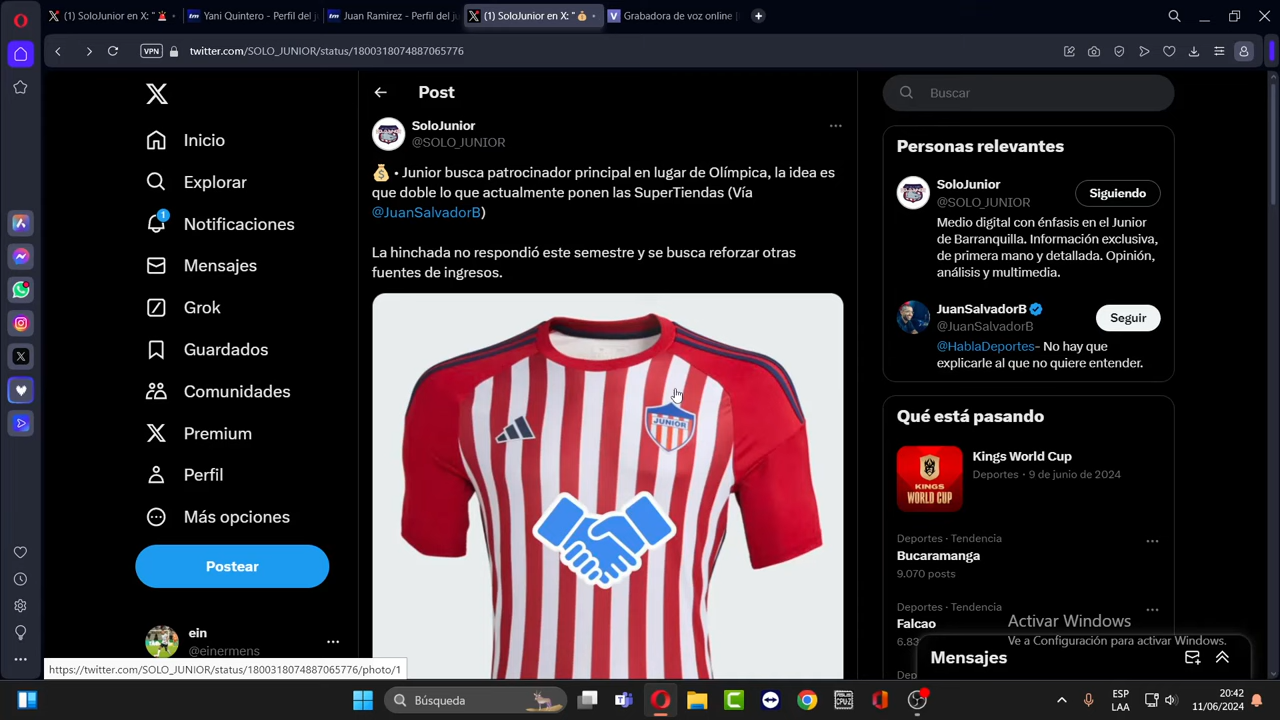 (1) SoloJunior en X: "🚨
Yani Quintero - Perfil del j
Juan Ramirez - Perfil del ju
(1) SoloJunior en X: "💰
Grabadora de voz online |
VPN
twitter.com/SOLO_JUNIOR/status/1800318074887065776
Inicio
Explorar
1
Notificaciones
Mensajes
Grok
Guardados
Comunidades
Premium
Perfil
Más opciones
Postear
ein
@einermens
Post
SoloJunior
@SOLO_JUNIOR
💰 • Junior busca patrocinador principal en lugar de Olímpica, la idea es
que doble lo que actualmente ponen las SuperTiendas (Vía
@JuanSalvadorB)
La hinchada no respondió este semestre y se busca reforzar otras
fuentes de ingresos.
JUNIOR
Buscar
Personas relevantes
SoloJunior
@SOLO_JUNIOR
Siguiendo
Medio digital con énfasis en el Junior
de Barranquilla. Información exclusiva,
de primera mano y detallada. Opinión,
análisis y multimedia.
JuanSalvadorB
@JuanSalvadorB
Seguir
@HablaDeportes- No hay que
explicarle al que no quiere entender.
Qué está pasando
KINGS
WORLD CUP
Kings World Cup
Deportes · 9 de junio de 2024
Deportes · Tendencia
Bucaramanga
9.070 posts
Deportes · Tendencia
Falcao
Activar Windows
Ve a Configuración para activar Windows.
Mensajes
https://twitter.com/SOLO_JUNIOR/status/1800318074887065776/photo/1
Búsqueda
ESP
LAA
20:42
11/06/2024